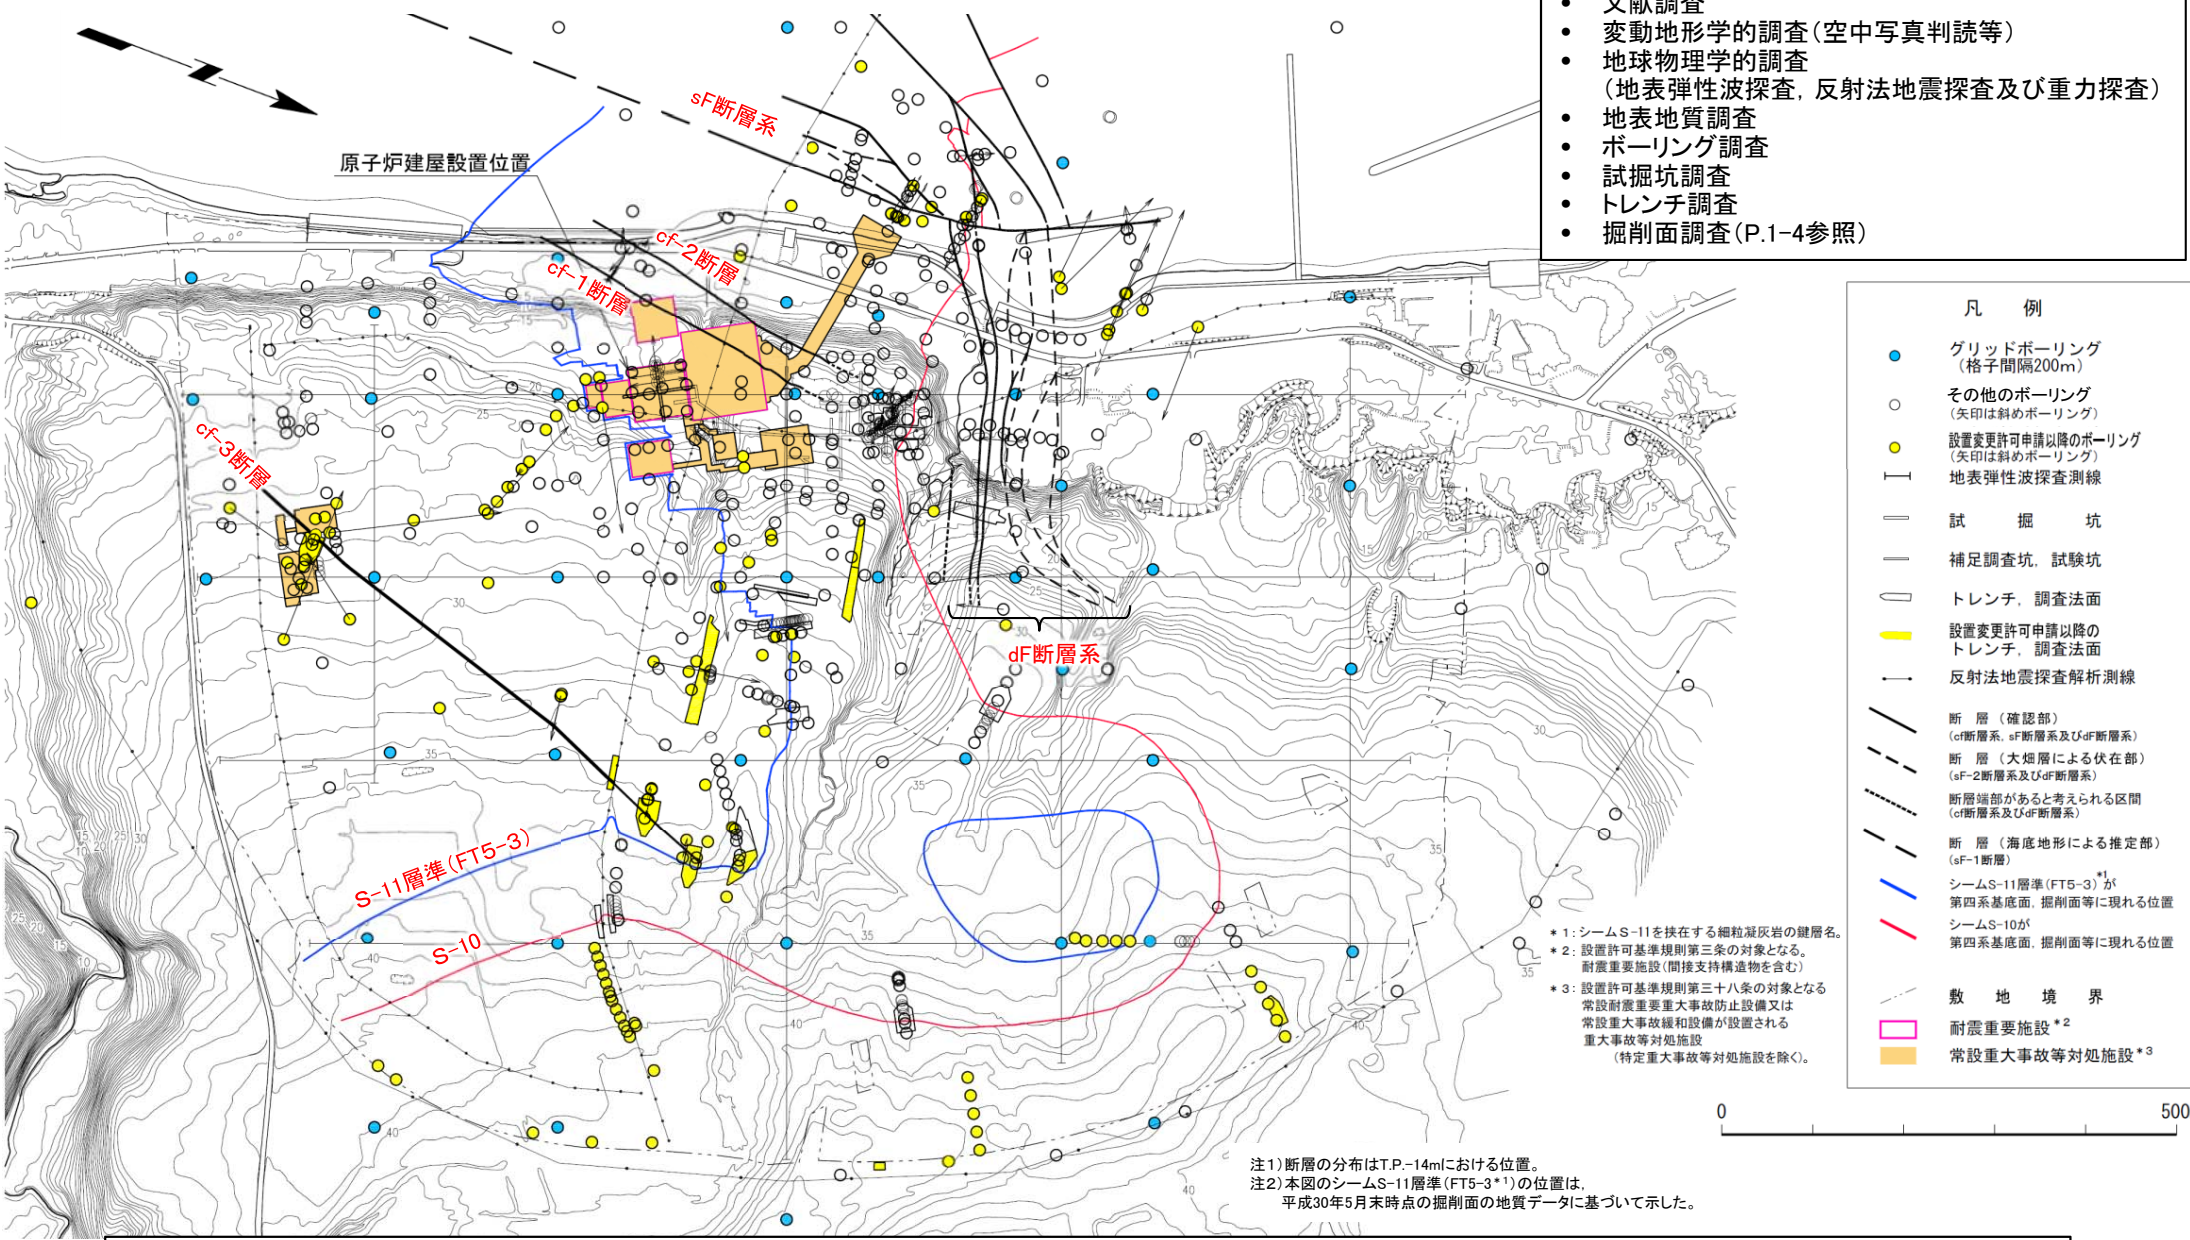 • 文献調査
• 変動地形学的調査（空中写真判読等）
• 地球物理学的調査
（地表弾性波探査，反射法地震探査及び重力探査）
• 地表地質調査
• ボーリング調査
• 試掘坑調査
• トレンチ調査
• 掘削面調査（P.1-4参照）
sF断層系
原子炉建屋設置位置
cf-2断層
cf-1断層
cf-3断層
dF断層系
S-11層準（FT5-3）
S-10
15
20
25
5
15
20
15
20
25
30
30
30
35
35
35
35
35
40
40
40
40
40
15
20
25
30
10
25
20
15
10
凡　例
グリッドボーリング
（格子間隔200m）
その他のボーリング
（矢印は斜めボーリング）
設置変更許可申請以降のボーリング
（矢印は斜めボーリング）
地表弾性波探査測線
試　掘　坑
補足調査坑，試験坑
トレンチ，調査法面
設置変更許可申請以降の
トレンチ，調査法面
反射法地震探査解析測線
断 層（確認部）
（cf断層系，sF断層系及びdF断層系）
断 層（大畑層による伏在部）
（sF-2断層系及びdF断層系）
断層端部があると考えられる区間
（cf断層系及びdF断層系）
断 層（海底地形による推定部）
（sF-1断層）
シームS-11層準（FT5-3）*1が
第四系基底面，掘削面等に現れる位置
シームS-10が
第四系基底面，掘削面等に現れる位置
敷　地　境　界
耐震重要施設*2
常設重大事故等対処施設*3
*1：シームS-11を挟在する細粒凝灰岩の鍵層名。
*2：設置許可基準規則第三条の対象となる。
耐震重要施設（間接支持構造物を含む）
*3：設置許可基準規則第三十八条の対象となる
常設耐震重要重大事故防止設備又は
常設重大事故緩和設備が設置される
重大事故等対処施設
（特定重大事故等対処施設を除く）。
0
500
注1）断層の分布はT.P.-14mにおける位置。
注2）本図のシームS-11層準（FT5-3*1）の位置は，
平成30年5月末時点の掘削面の地質データに基づいて示した。